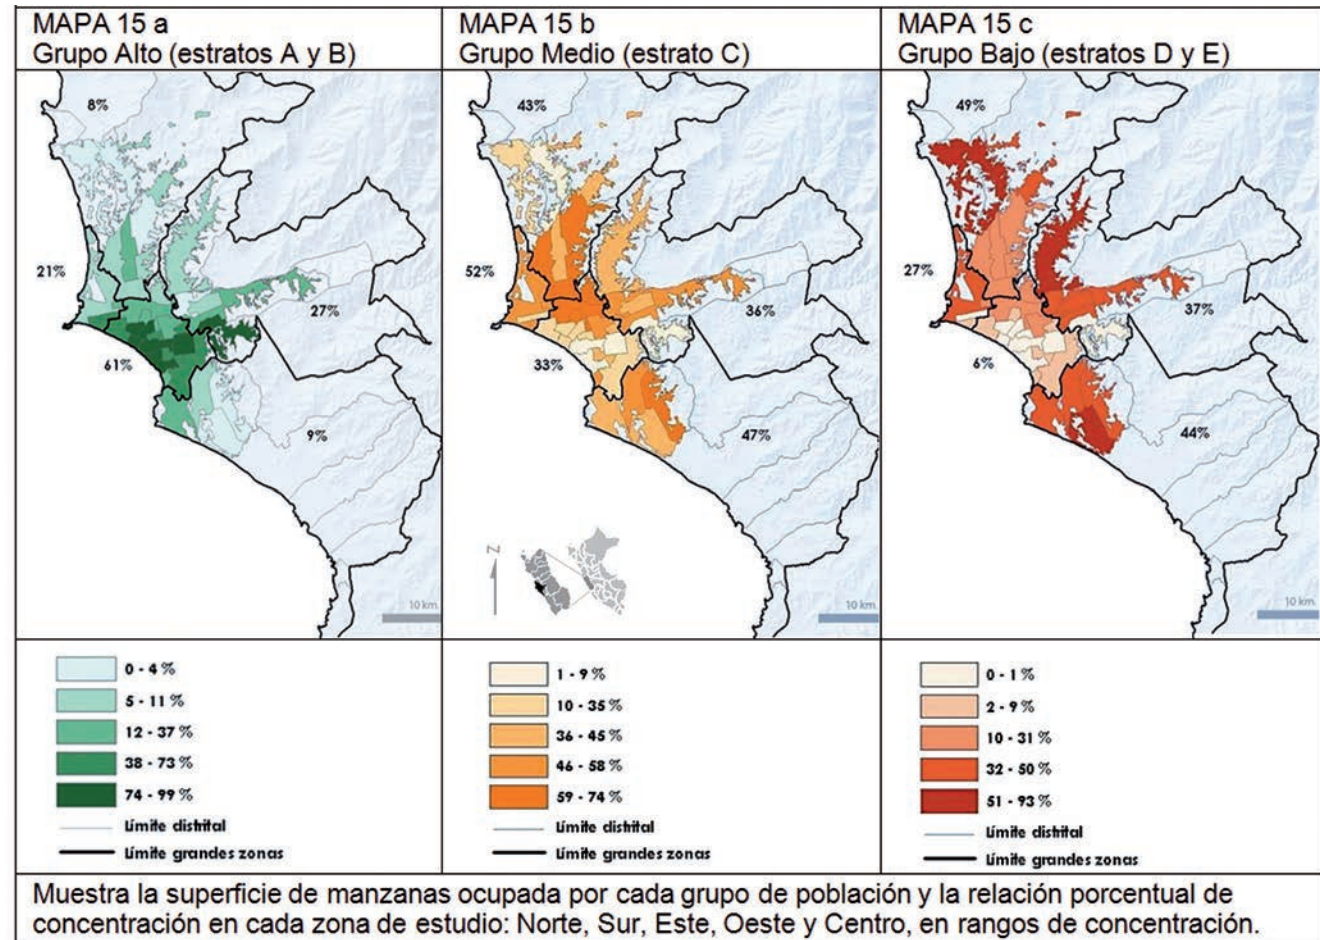 MAPA 15 a
Grupo Alto (estratos A y B)
8%
21%
27%
61%
9%
10 km.
0 - 4 %
5 - 11 %
12 - 37 %
38 - 73 %
74 - 99 %
Límite distrital
Límite grandes zonas
MAPA 15 b
Grupo Medio (estrato C)
43%
52%
36%
33%
47%
N
10 km.
1 - 9 %
10 - 35 %
36 - 45 %
46 - 58 %
59 - 74 %
Límite distrital
Límite grandes zonas
MAPA 15 c
Grupo Bajo (estratos D y E)
49%
27%
37%
6%
44%
10 km.
0 - 1 %
2 - 9 %
10 - 31 %
32 - 50 %
51 - 93 %
Límite distrital
Límite grandes zonas
Muestra la superficie de manzanas ocupada por cada grupo de población y la relación porcentual de
concentración en cada zona de estudio: Norte, Sur, Este, Oeste y Centro, en rangos de concentración.